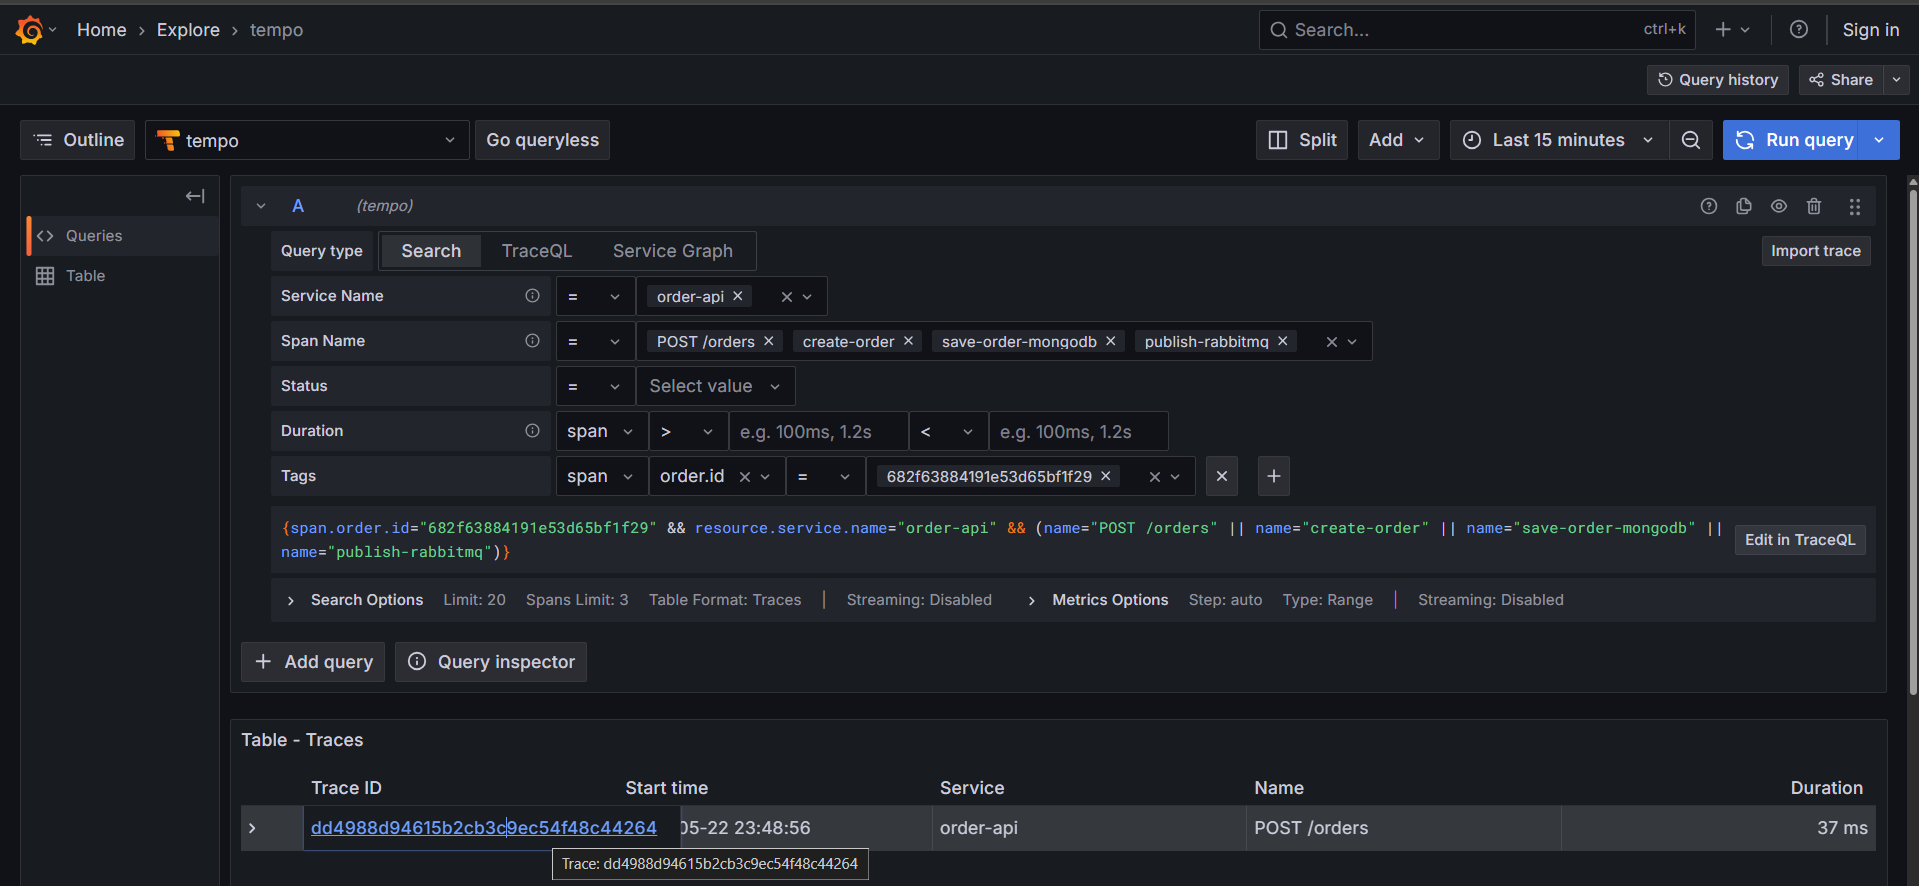 Home › Explore › tempo Search... ctrl+k Sign in
Query history Share
Outline tempo Go queryless Split Add Last 15 minutes Run query
A (tempo)
Queries
Query type Search TraceQL Service Graph Import trace
Table
Service Name = order-api
Span Name = POST /orders create-order save-order-mongodb publish-rabbitmq
Status = Select value
Duration span > e.g. 100ms, 1.2s < e.g. 100ms, 1.2s
Tags span order.id = 682f63884191e53d65bf1f29
{span.order.id="682f63884191e53d65bf1f29" && resource.service.name="order-api" && (name="POST /orders" || name="create-order" || name="save-order-mongodb" ||
name="publish-rabbitmq")}
Edit in TraceQL
Search Options Limit: 20 Spans Limit: 3 Table Format: Traces | Streaming: Disabled Metrics Options Step: auto Type: Range | Streaming: Disabled
Add query Query inspector
Table - Traces
Trace ID Start time Service Name Duration
dd4988d94615b2cb3c9ec54f48c44264 05-22 23:48:56 order-api POST /orders 37 ms
Trace: dd4988d94615b2cb3c9ec54f48c44264